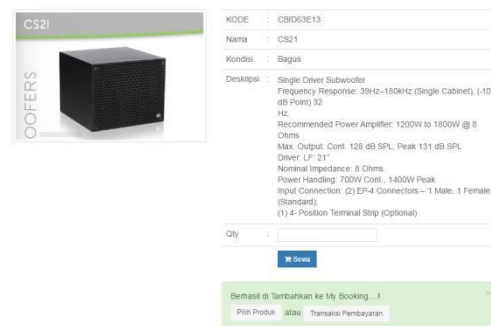 CS21
OOFERS
KODE : CBID63E13
Nama : CS21
Kondisi : Bagus
Deskripsi : Single Driver Subwoofer
Frequency Response: 39Hz–180kHz (Single Cabinet), (-10
dB Point) 32
Hz
Recommended Power Amplifier: 1200W to 1800W @ 8
Ohms
Max. Output: Cont. 128 dB SPL, Peak 131 dB SPL
Driver: LF: 21"
Nominal Impedance: 8 Ohms
Power Handling: 700W Cont., 1400W Peak
Input Connection: (2) EP-4 Connectors – 1 Male, 1 Female
(Standard);
(1) 4- Position Terminal Strip (Optional)
Qty :
Sewa
Berhasil di Tambahkan ke My Booking....!
Pilih Produk atau Transaksi Pembayaran